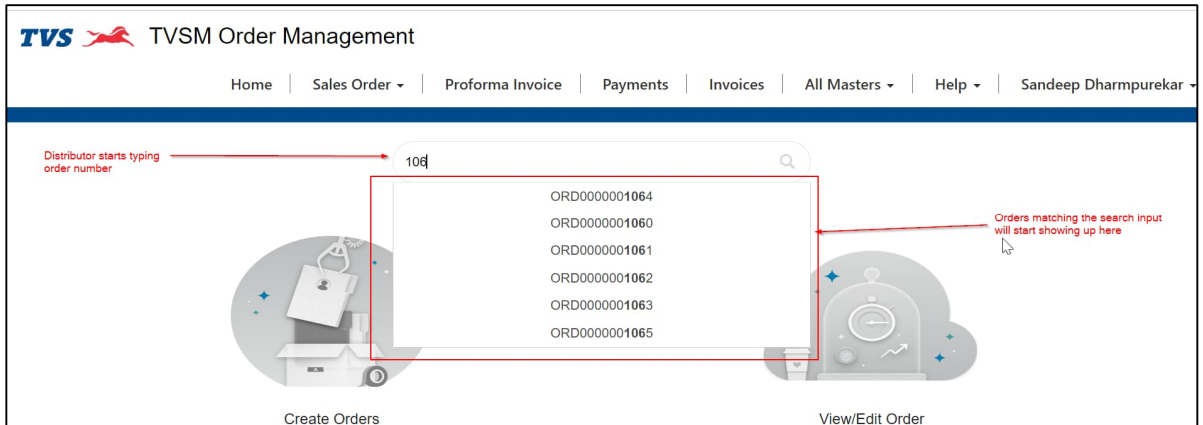 TVS TVSM Order Management
Home Sales Order Proforma Invoice Payments Invoices All Masters Help Sandeep Dharmpurekar
Distributor starts typing
order number
106
ORD0000001064
ORD0000001060
ORD0000001061
ORD0000001062
ORD0000001063
ORD0000001065
Orders matching the search input
will start showing up here
Create Orders
View/Edit Order